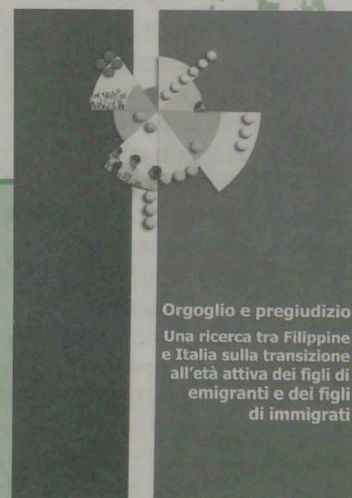 Orgoglio e pregiudizio
Una ricerca tra Filippine
e Italia sulla transizione
all'età attiva dei figli di
emigranti e dei figli
di immigrati